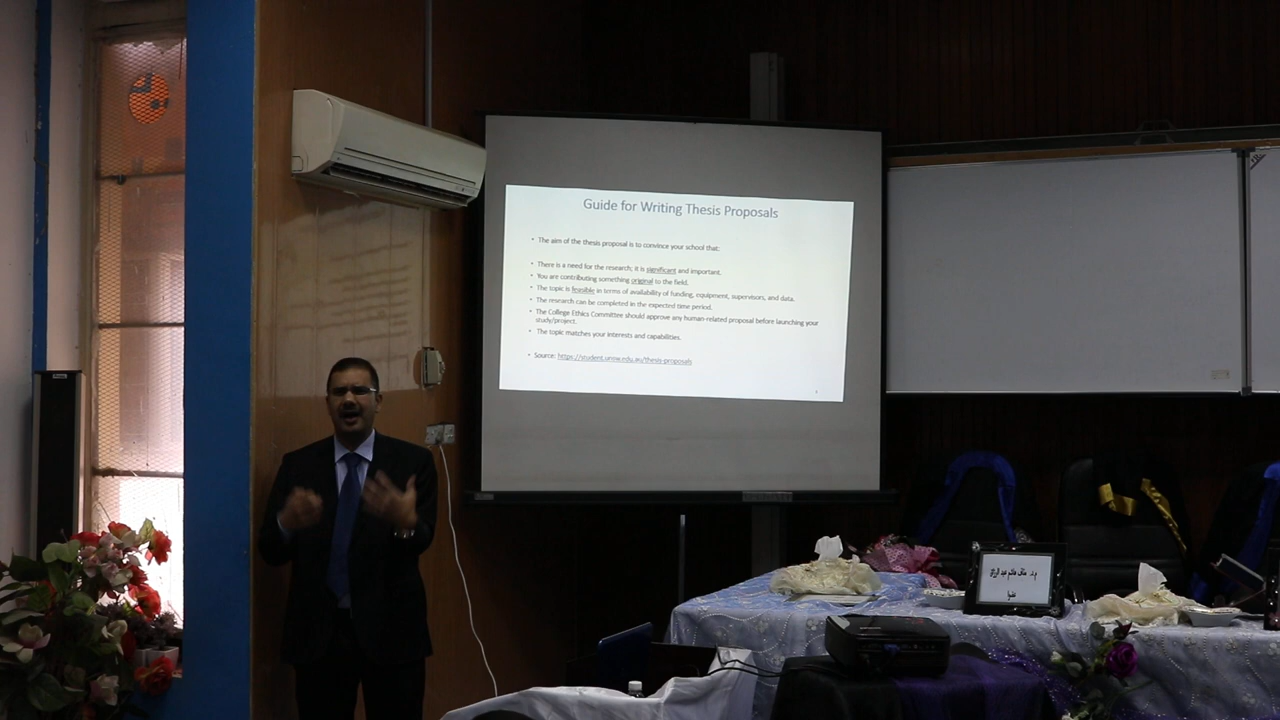 Guide for Writing Thesis Proposals
• The aim of the thesis proposal is to convince your school that:
• There is a need for the research; it is significant and important.
• You are contributing something original to the field.
• The topic is feasible in terms of availability of funding, equipment, supervisors, and data.
• The research can be completed in the expected time period.
• The College Ethics Committee should approve any human-related proposal before launching your
study/project.
• The topic matches your interests and capabilities.
• Source: https://student.unsw.edu.au/thesis-proposals
عضوا